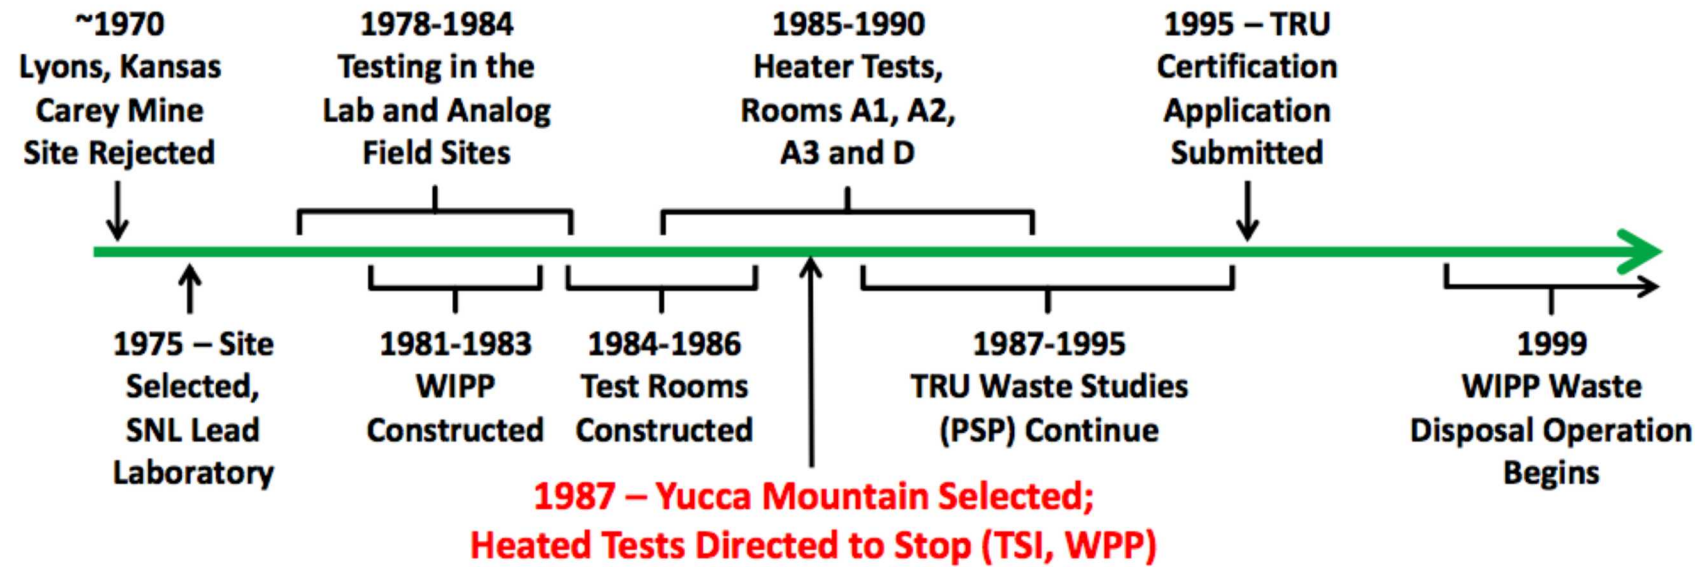 ~1970
Lyons, Kansas
Carey Mine
Site Rejected
1978-1984
Testing in the
Lab and Analog
Field Sites
1985-1990
Heater Tests,
Rooms A1, A2,
A3 and D
1995 – TRU
Certification
Application
Submitted
1975 – Site
Selected,
SNL Lead
Laboratory
1981-1983
WIPP
Constructed
1984-1986
Test Rooms
Constructed
1987-1995
TRU Waste Studies
(PSP) Continue
1999
WIPP Waste
Disposal Operation
Begins
1987 – Yucca Mountain Selected;
Heated Tests Directed to Stop (TSI, WPP)